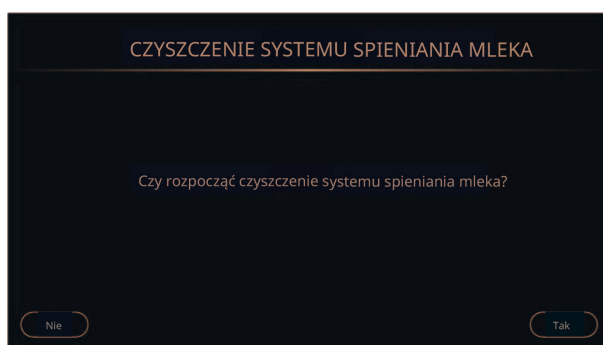 CZYSZCZENIE SYSTEMU SPIENIANIA MLEKA
Czy rozpocząć czyszczenie systemu spieniania mleka?
Nie
Tak